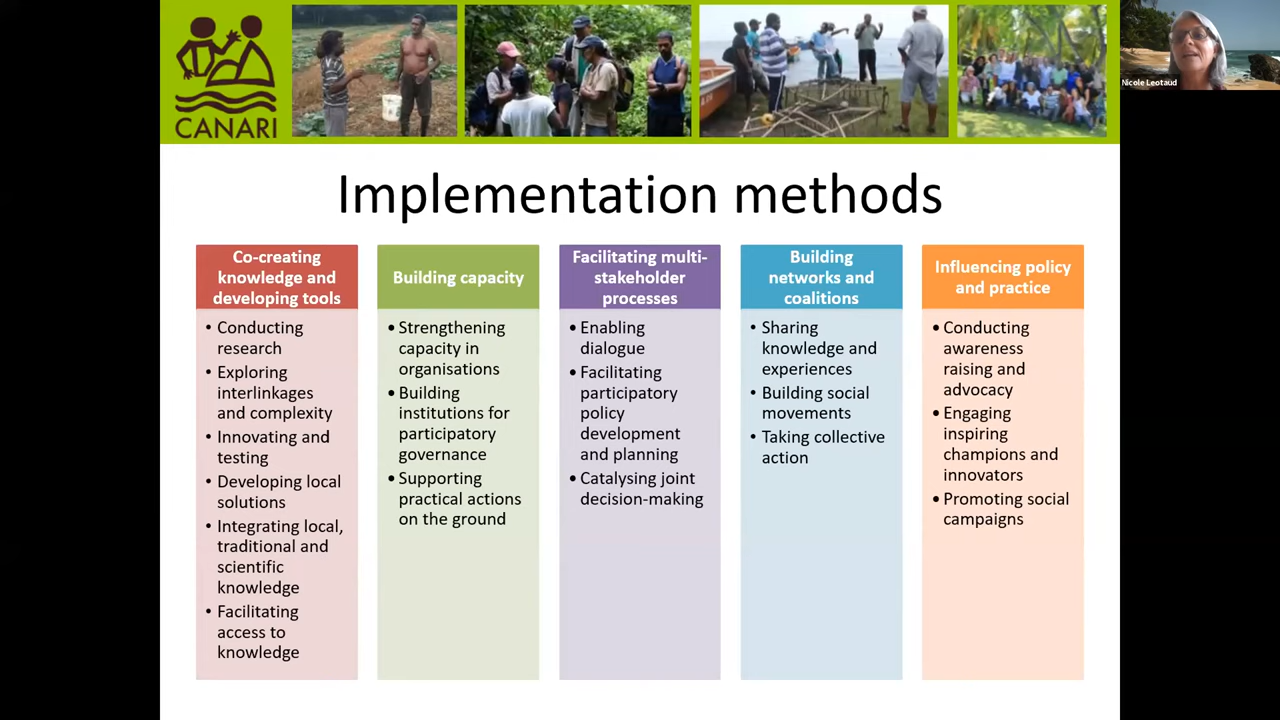 CANARI
Nicole Leotaud
Implementation methods
Co-creating
knowledge and
developing tools
• Conducting
research
• Exploring
interlinkages
and complexity
• Innovating and
testing
• Developing local
solutions
• Integrating local,
traditional and
scientific
knowledge
• Facilitating
access to
knowledge
Building capacity
• Strengthening
capacity in
organisations
• Building
institutions for
participatory
governance
• Supporting
practical actions
on the ground
Facilitating multi-
stakeholder
processes
• Enabling
dialogue
• Facilitating
participatory
policy
development
and planning
• Catalysing joint
decision-making
Building
networks and
coalitions
• Sharing
knowledge and
experiences
• Building social
movements
• Taking collective
action
Influencing policy
and practice
• Conducting
awareness
raising and
advocacy
• Engaging
inspiring
champions and
innovators
• Promoting social
campaigns